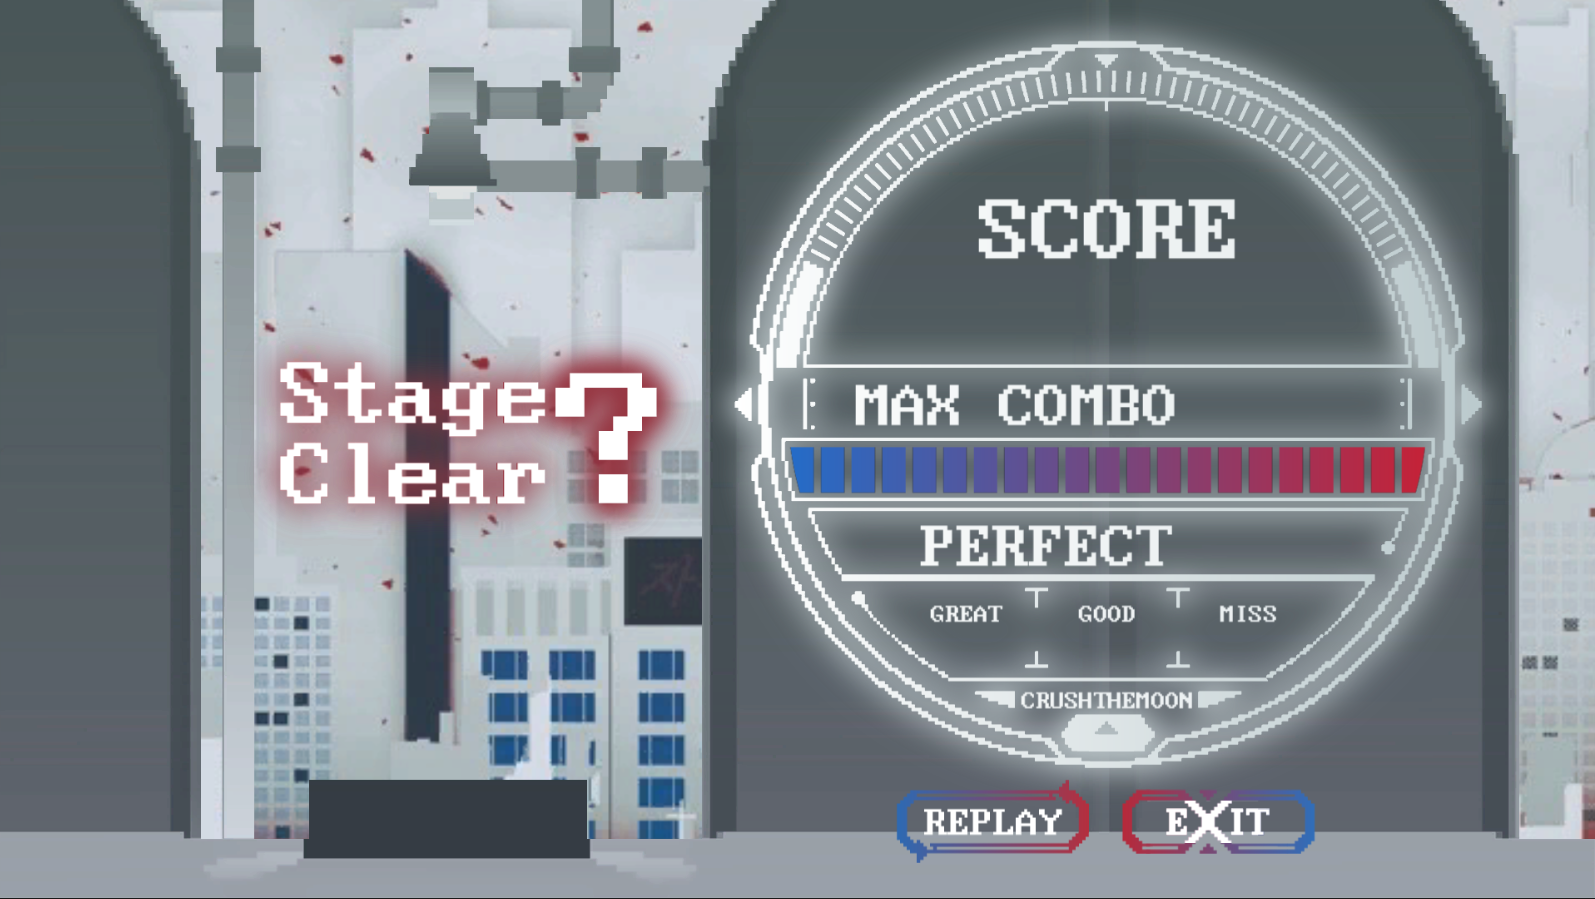 Stage
Clear?
SCORE
MAX COMBO
PERFECT
GREAT GOOD MISS
CRUSHTHEMOON
REPLAY EXIT